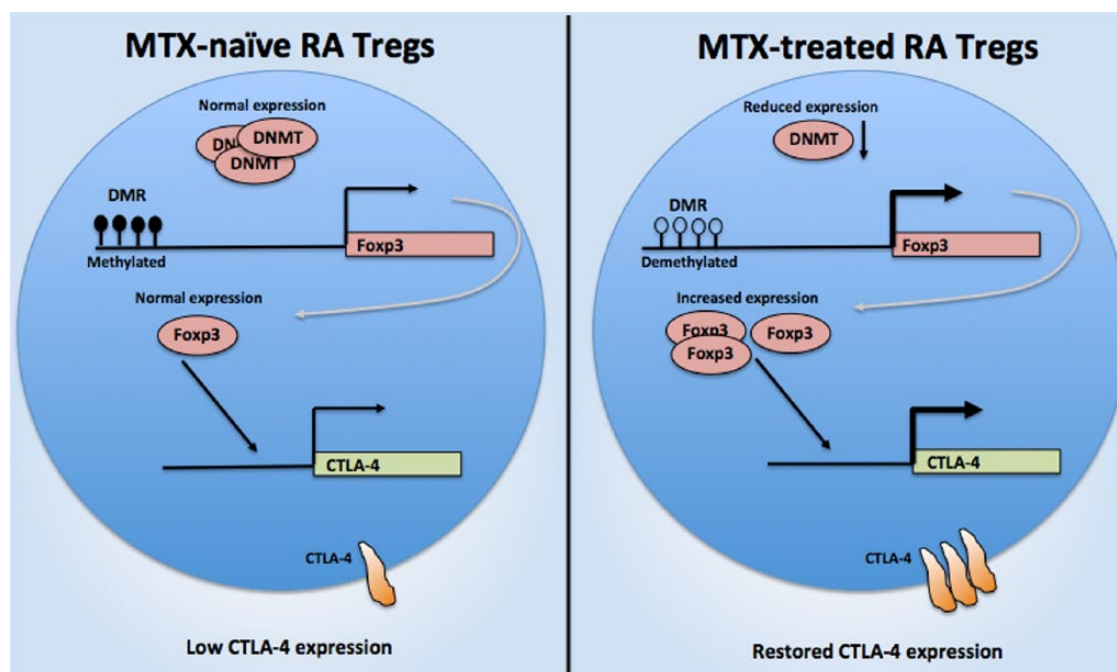 MTX-naïve RA Tregs
Normal expression
DNMT
DNMT
DNMT
DMR
Methylated
Foxp3
Normal expression
Foxp3
CTLA-4
CTLA-4
Low CTLA-4 expression
MTX-treated RA Tregs
Reduced expression
DNMT
DMR
Demethylated
Foxp3
Increased expression
Foxp3
Foxp3
Foxp3
CTLA-4
CTLA-4
Restored CTLA-4 expression